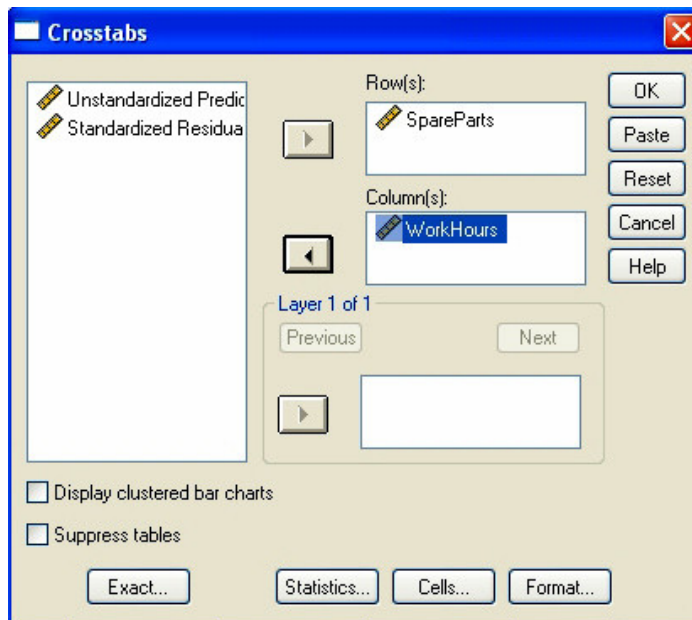 Crosstabs
Unstandardized Predic
Standardized Residua
Row(s):
SpareParts
Column(s):
WorkHours
Layer 1 of 1
Previous
Next
OK
Paste
Reset
Cancel
Help
Display clustered bar charts
Suppress tables
Exact...
Statistics...
Cells...
Format...